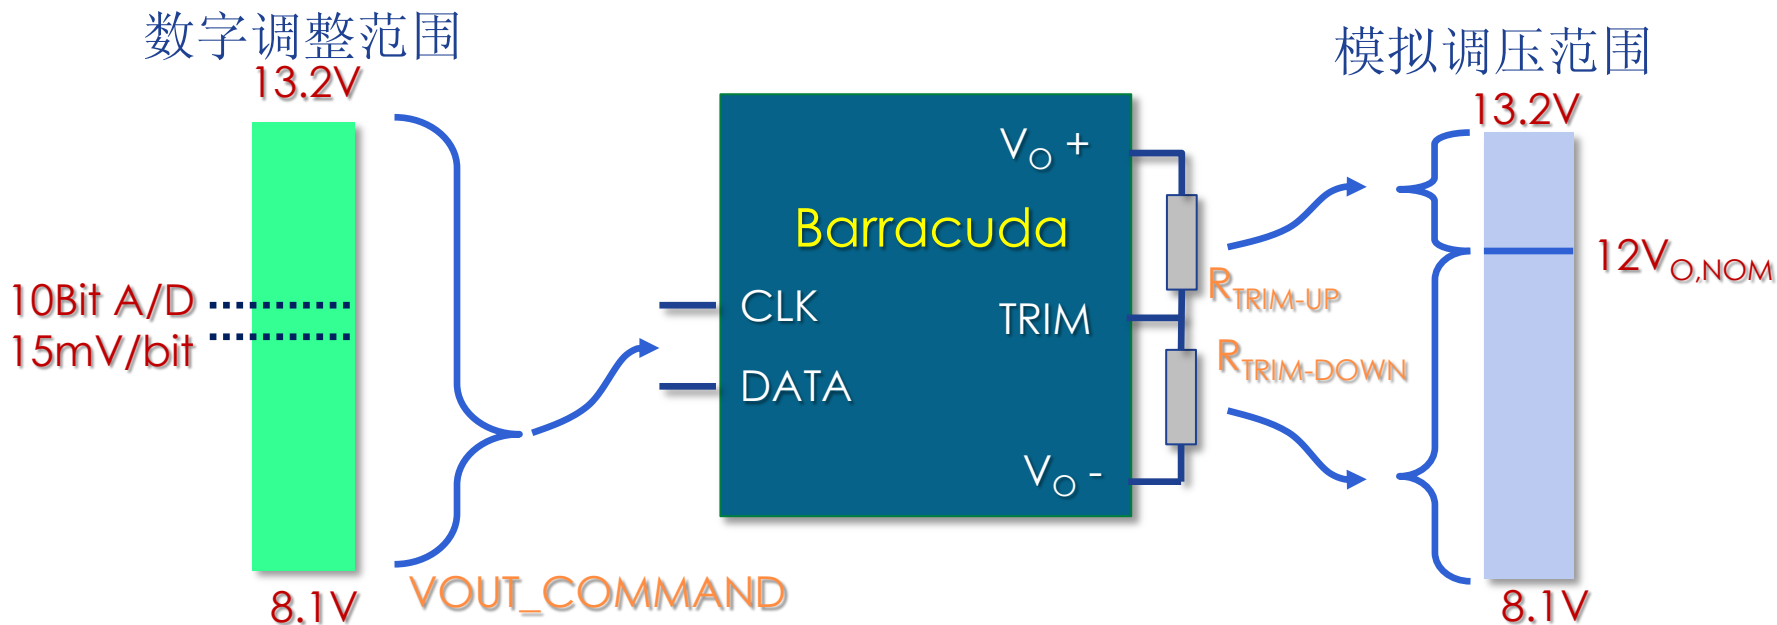 数字调整范围
13.2V
10Bit A/D
15mV/bit
8.1V
VOUT_COMMAND
VO +
Barracuda
CLK
TRIM
DATA
VO -
RTRIM-UP
RTRIM-DOWN
模拟调压范围
13.2V
12VO,NOM
8.1V